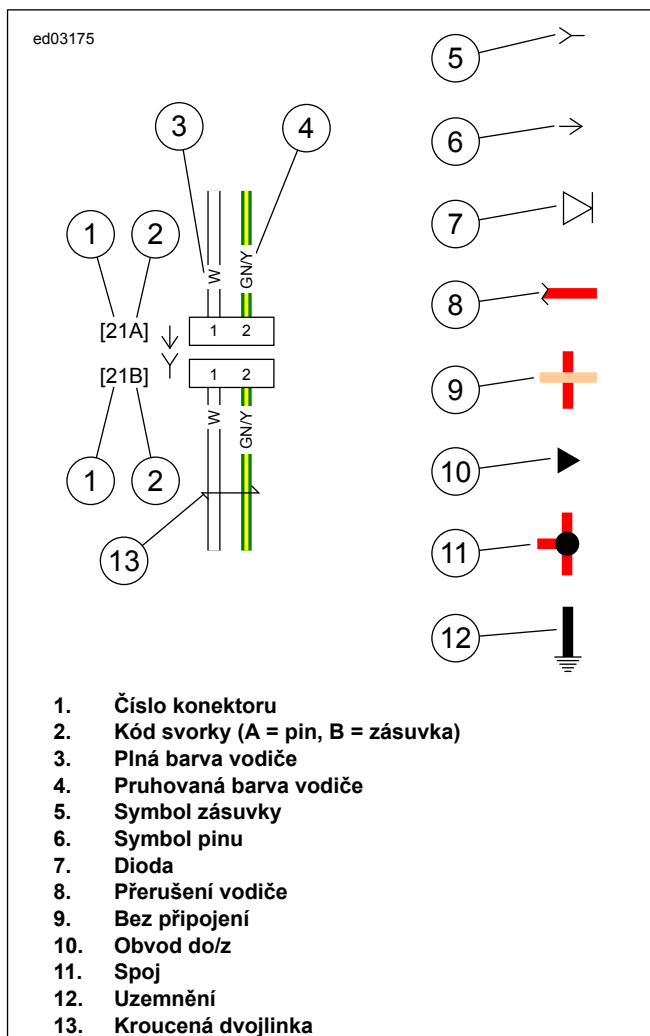 ed03175
5
3
4
6
1
2
7
W
GN/Y
8
[21A]
1 2
[21B]
1 2
9
W
GN/Y
1
2
10
13
11
12
1. Číslo konektoru
2. Kód svorky (A = pin, B = zásuvka)
3. Plná barva vodiče
4. Pruhovaná barva vodiče
5. Symbol zásuvky
6. Symbol pinu
7. Dioda
8. Přerušení vodiče
9. Bez připojení
10. Obvod do/z
11. Spoj
12. Uzemnění
13. Kroucená dvojlinka